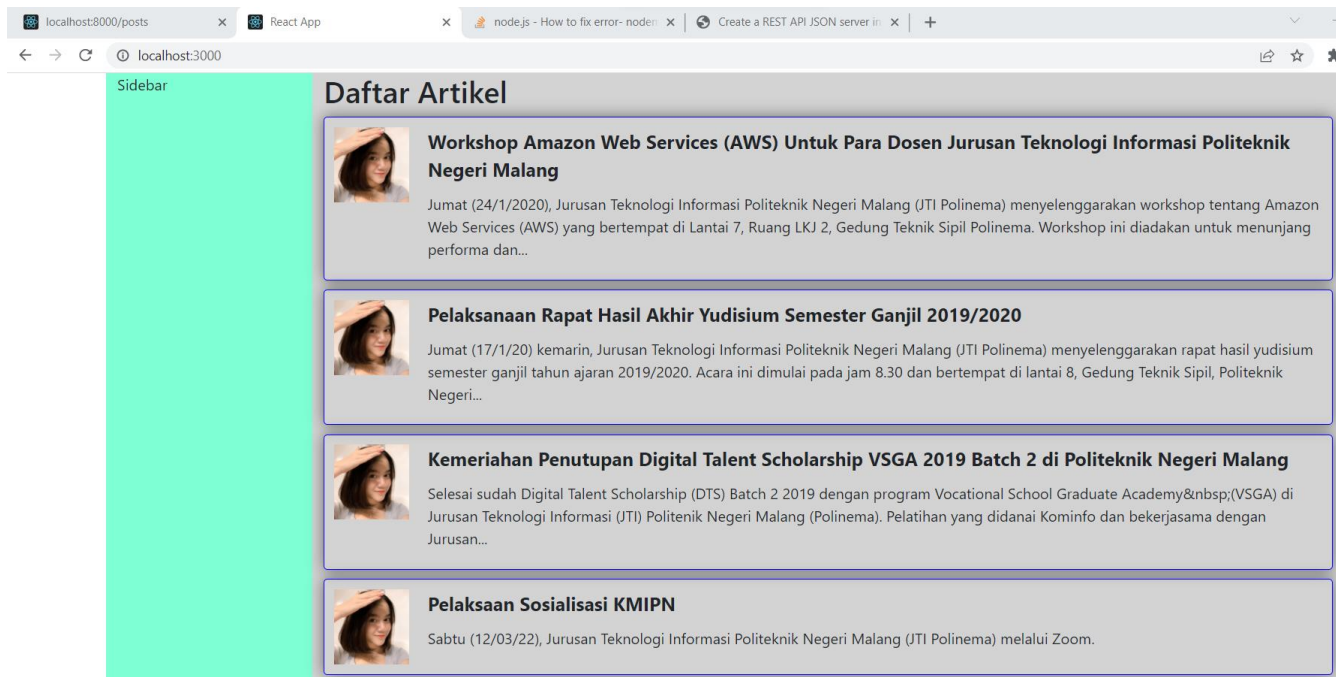 localhost:8000/posts
React App
node.js - How to fix error- noden
Create a REST API JSON server in
localhost:3000
Sidebar
Daftar Artikel
Workshop Amazon Web Services (AWS) Untuk Para Dosen Jurusan Teknologi Informasi Politeknik
Negeri Malang
Jumat (24/1/2020), Jurusan Teknologi Informasi Politeknik Negeri Malang (JTI Polinema) menyelenggarakan workshop tentang Amazon
Web Services (AWS) yang bertempat di Lantai 7, Ruang LKJ 2, Gedung Teknik Sipil Polinema. Workshop ini diadakan untuk menunjang
performa dan...
Pelaksanaan Rapat Hasil Akhir Yudisium Semester Ganjil 2019/2020
Jumat (17/1/20) kemarin, Jurusan Teknologi Informasi Politeknik Negeri Malang (JTI Polinema) menyelenggarakan rapat hasil yudisium
semester ganjil tahun ajaran 2019/2020. Acara ini dimulai pada jam 8.30 dan bertempat di lantai 8, Gedung Teknik Sipil, Politeknik
Negeri...
Kemeriahan Penutupan Digital Talent Scholarship VSGA 2019 Batch 2 di Politeknik Negeri Malang
Selesai sudah Digital Talent Scholarship (DTS) Batch 2 2019 dengan program Vocational School Graduate Academy&nbsp;(VSGA) di
Jurusan Teknologi Informasi (JTI) Politenik Negeri Malang (Polinema). Pelatihan yang didanai Kominfo dan bekerjasama dengan
Jurusan...
Pelaksaan Sosialisasi KMIPN
Sabtu (12/03/22), Jurusan Teknologi Informasi Politeknik Negeri Malang (JTI Polinema) melalui Zoom.